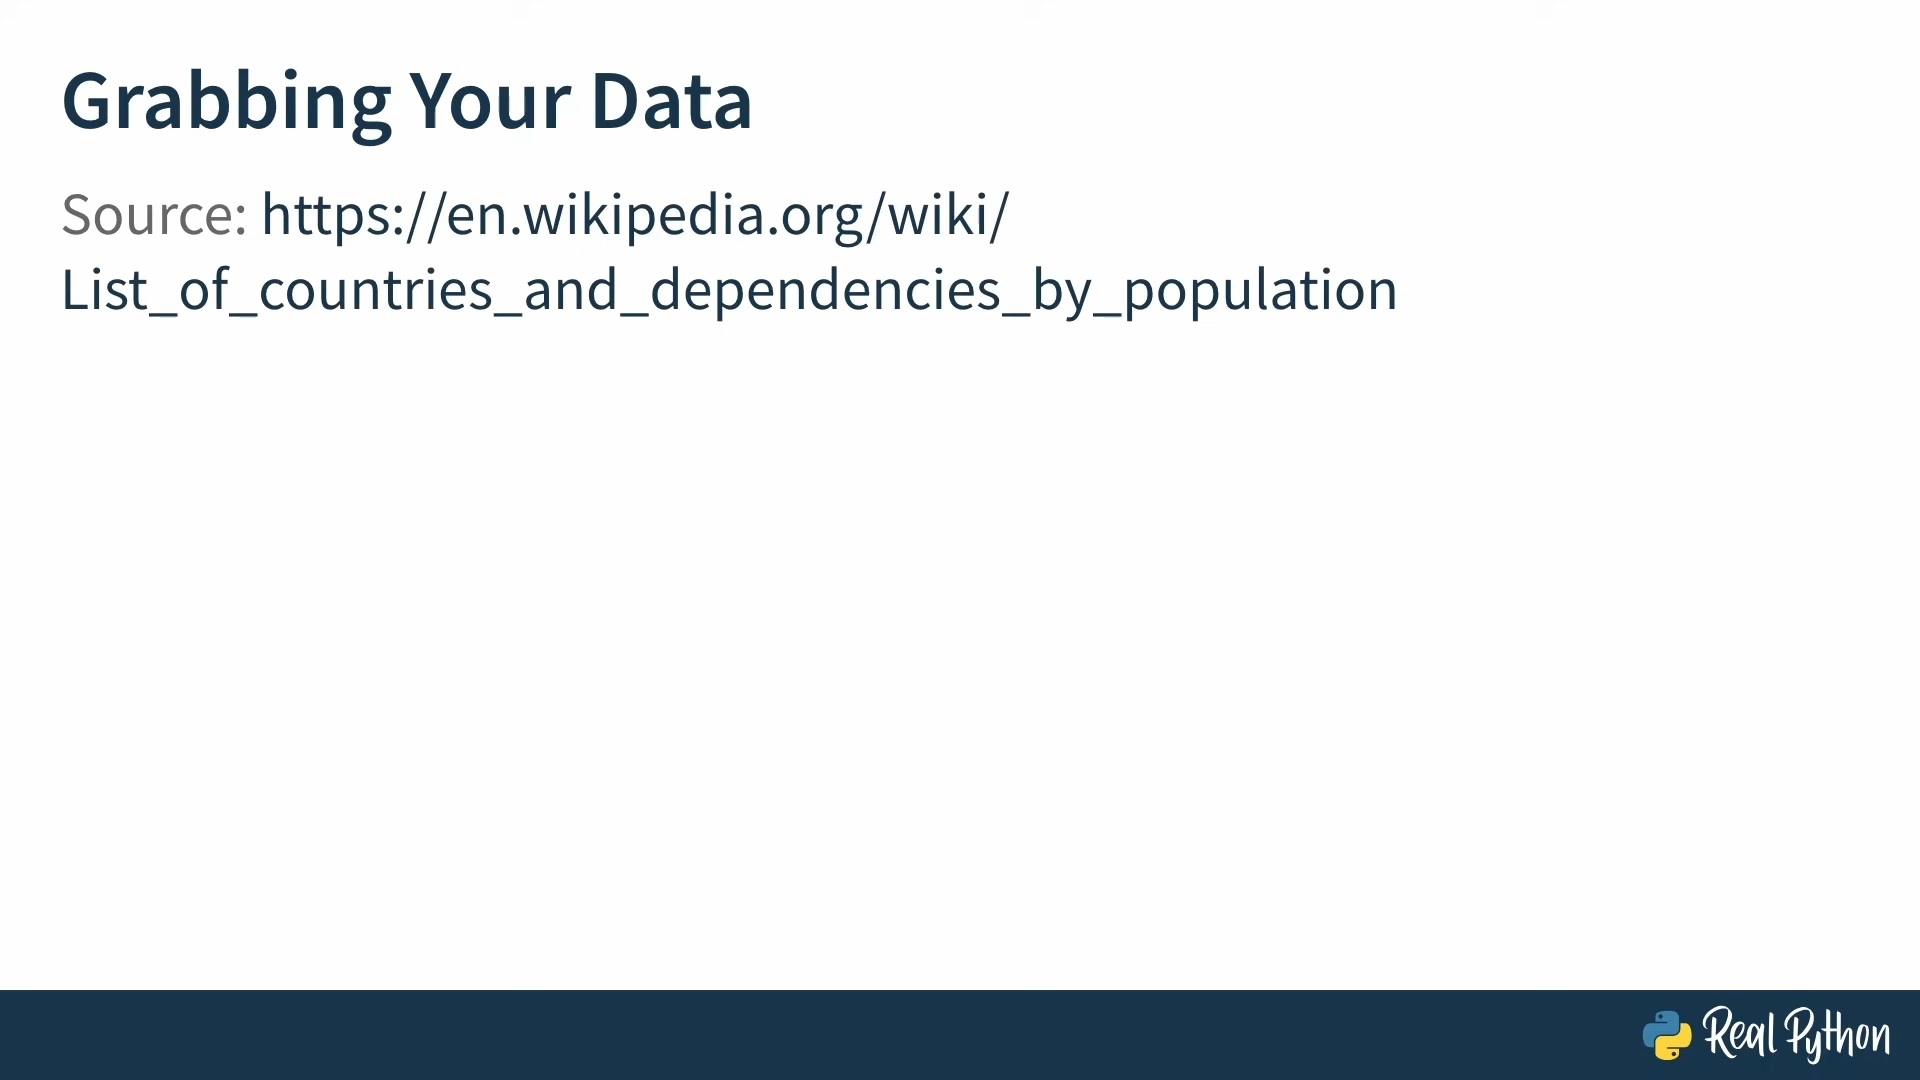 Grabbing Your Data
Source: https://en.wikipedia.org/wiki/
List_of_countries_and_dependencies_by_population
Real Python